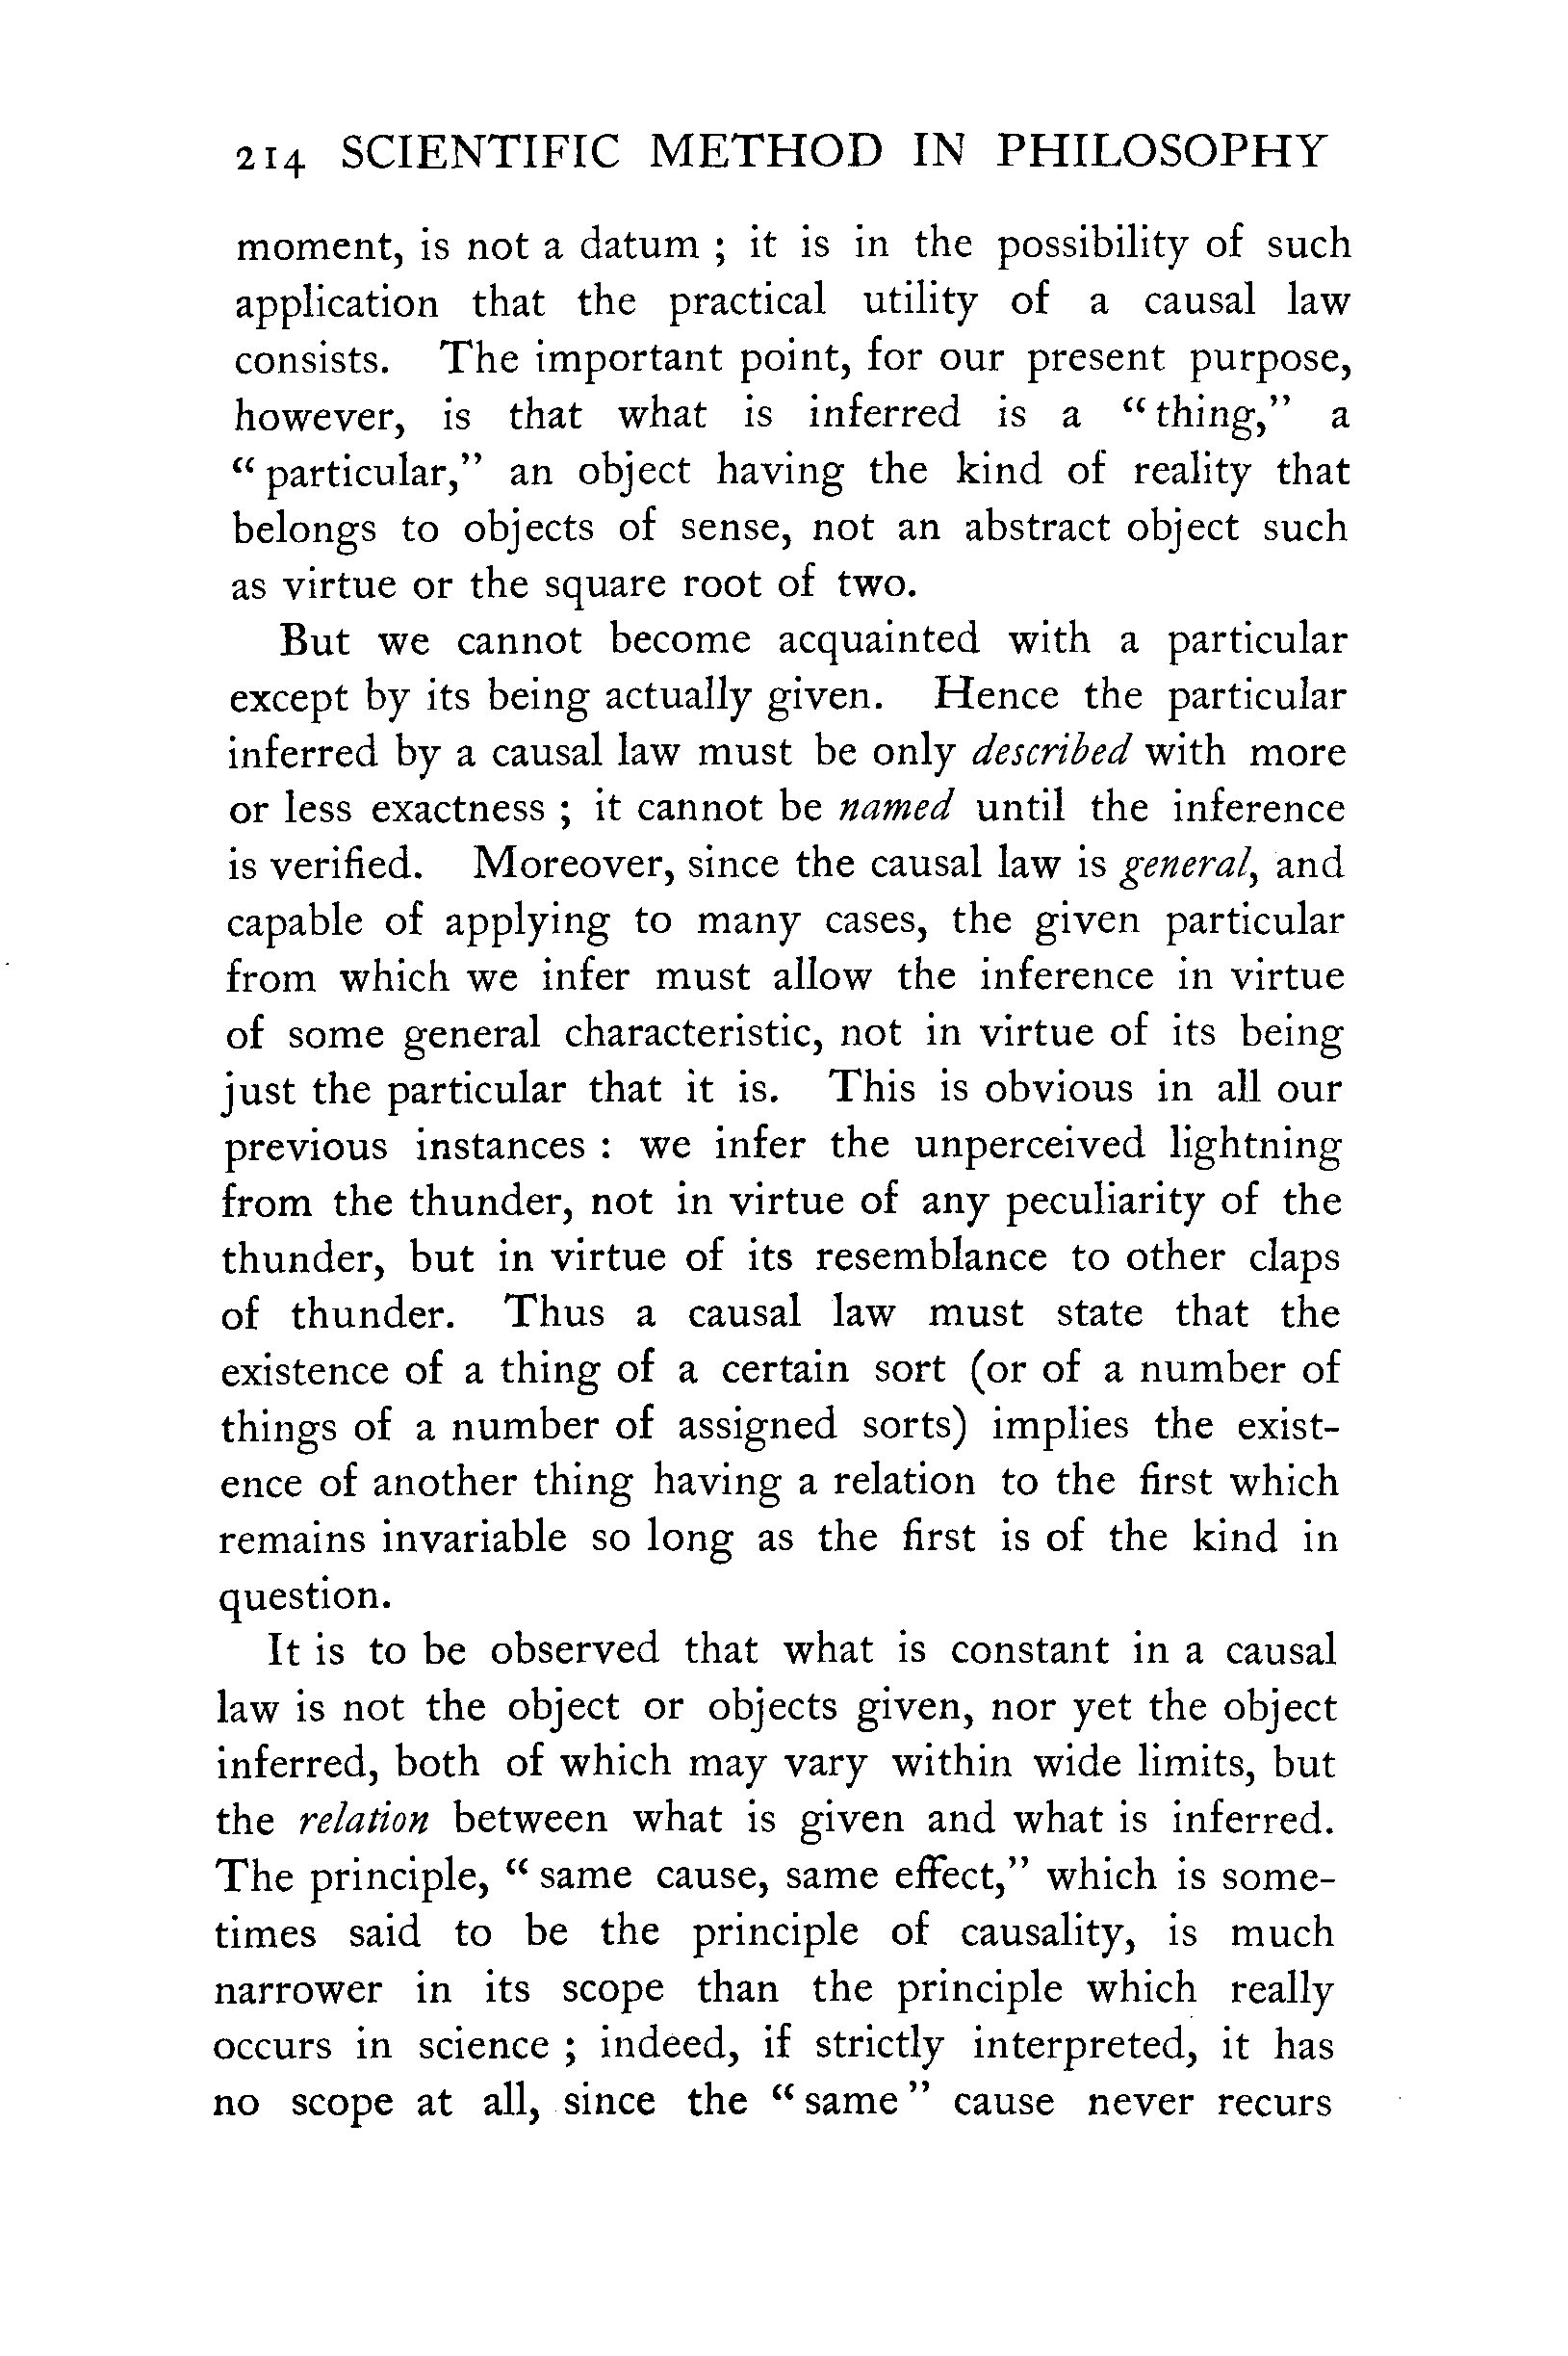 214 SCIENTIFIC METHOD IN PHILOSOPHY
moment, is not a datum ; it is in the possibility of such
application that the practical utility of a causal law
consists. The important point, for our present purpose,
however, is that what is inferred is a “ thing,” a
“ particular,” an object having the kind of reality that
belongs to objects of sense, not an abstract object such
as virtue or the square root of two.
But we cannot become acquainted with a particular
except by its being actually given. Hence the particular
inferred by a causal law must be only described with more
or less exactness ; it cannot be named until the inference
is verified. Moreover, since the causal law is general, and
capable of applying to many cases, the given particular
from which we infer must allow the inference in virtue
of some general characteristic, not in virtue of its being
just the particular that it is. This is obvious in all our
previous instances : we infer the unperceived lightning
from the thunder, not in virtue of any peculiarity of the
thunder, but in virtue of its resemblance to other claps
of thunder. Thus a causal law must state that the
existence of a thing of a certain sort (or of a number of
things of a number of assigned sorts) implies the exist-
ence of another thing having a relation to the first which
remains invariable so long as the first is of the kind in
question.
It is to be observed that what is constant in a causal
law is not the object or objects given, nor yet the object
inferred, both of which may vary within wide limits, but
the relation between what is given and what is inferred.
The principle, “ same cause, same effect,” which is some-
times said to be the principle of causality, is much
narrower in its scope than the principle which really
occurs in science ; indeed, if strictly interpreted, it has
no scope at all, since the “ same ” cause never recurs